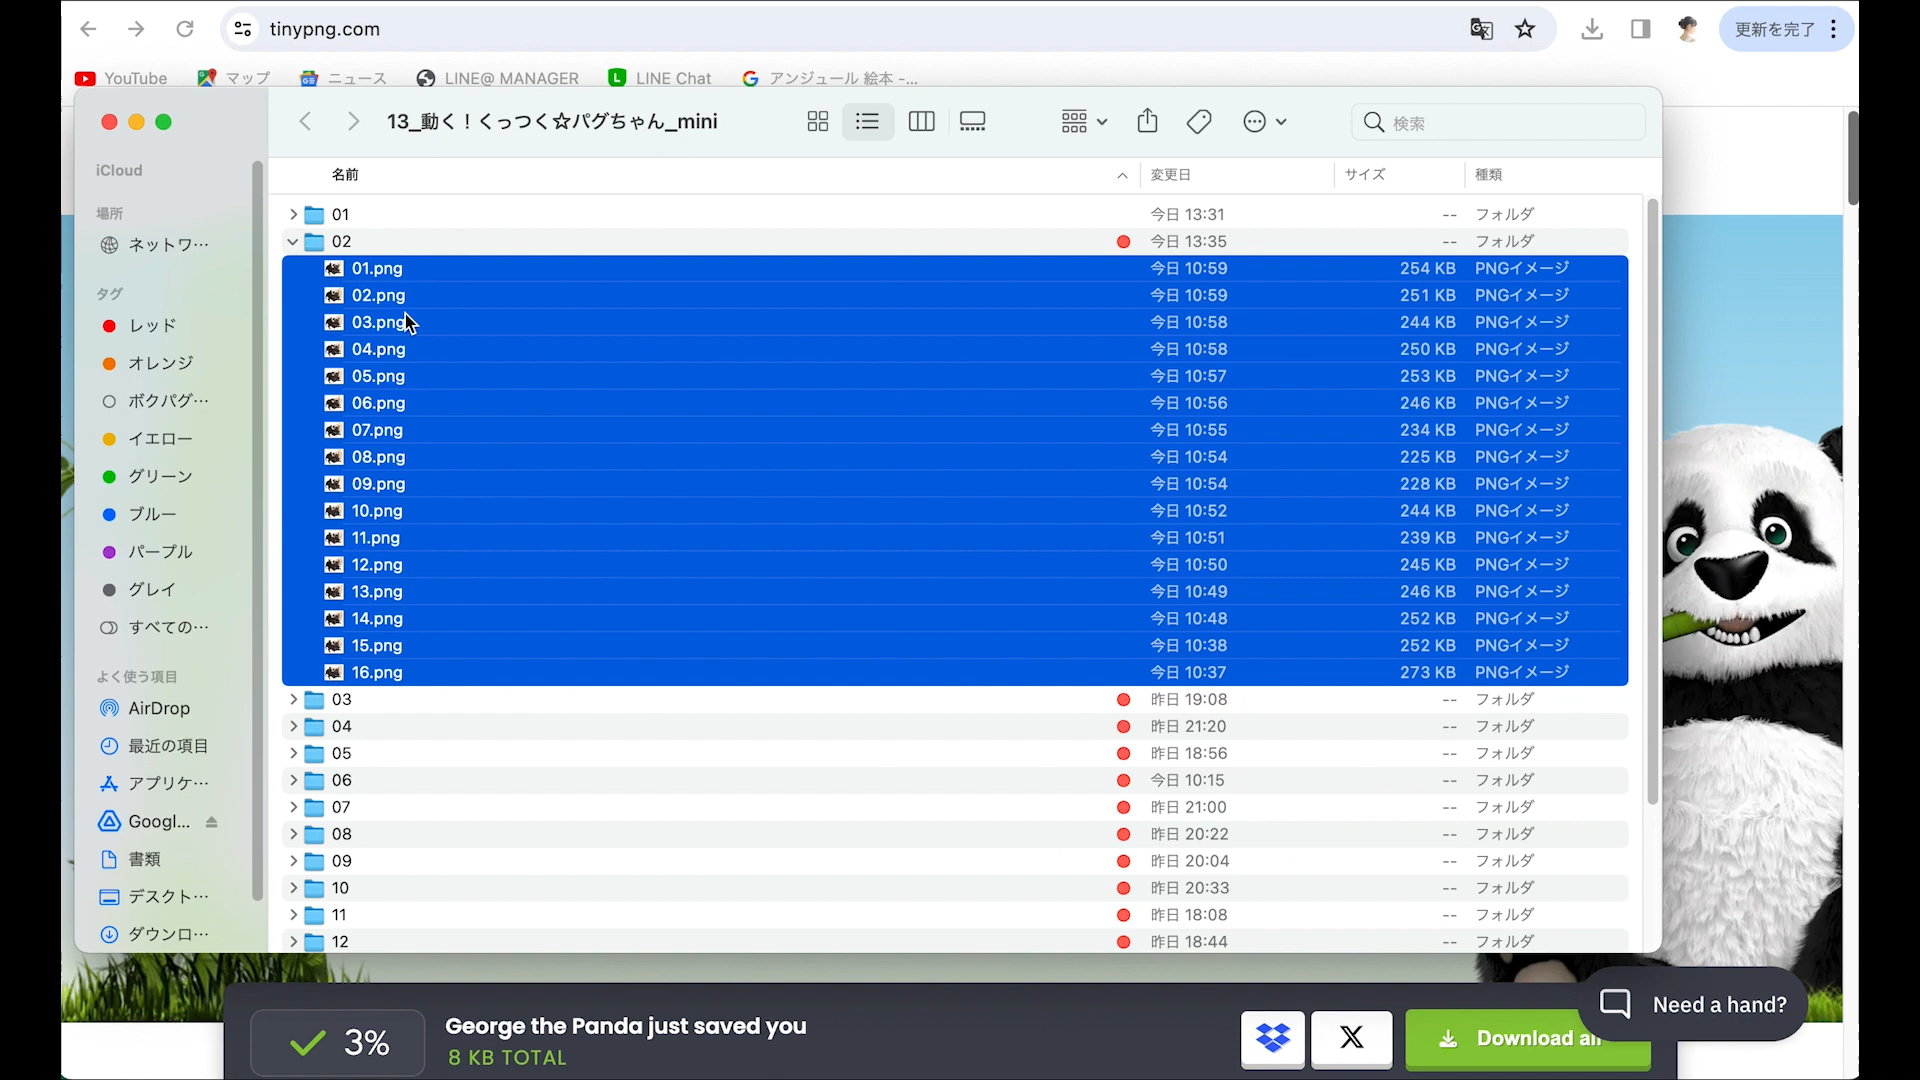 tinypng.com
更新を完了
YouTube
マップ
ニュース
LINE@ MANAGER
LINE Chat
アンジュール 絵本 -...
13_動く！くっつく☆パグちゃん_mini
検索
iCloud
場所
ネットワ…
タグ
レッド
オレンジ
ボクパグ…
イエロー
グリーン
ブルー
パープル
グレイ
すべての…
よく使う項目
AirDrop
最近の項目
アプリケ…
Googl...
書類
デスクト…
ダウンロ…
名前 変更日 サイズ 種類
01 今日 13:31 -- フォルダ
02 今日 13:35 -- フォルダ
01.png 今日 10:59 254 KB PNGイメージ
02.png 今日 10:59 251 KB PNGイメージ
03.png 今日 10:58 244 KB PNGイメージ
04.png 今日 10:58 250 KB PNGイメージ
05.png 今日 10:57 253 KB PNGイメージ
06.png 今日 10:56 246 KB PNGイメージ
07.png 今日 10:55 234 KB PNGイメージ
08.png 今日 10:54 225 KB PNGイメージ
09.png 今日 10:54 228 KB PNGイメージ
10.png 今日 10:52 244 KB PNGイメージ
11.png 今日 10:51 239 KB PNGイメージ
12.png 今日 10:50 245 KB PNGイメージ
13.png 今日 10:49 246 KB PNGイメージ
14.png 今日 10:48 252 KB PNGイメージ
15.png 今日 10:38 252 KB PNGイメージ
16.png 今日 10:37 273 KB PNGイメージ
03 昨日 19:08 -- フォルダ
04 昨日 21:20 -- フォルダ
05 昨日 18:56 -- フォルダ
06 今日 10:15 -- フォルダ
07 昨日 21:00 -- フォルダ
08 昨日 20:22 -- フォルダ
09 昨日 20:04 -- フォルダ
10 昨日 20:33 -- フォルダ
11 昨日 18:08 -- フォルダ
12 昨日 18:44 -- フォルダ
3%
George the Panda just saved you
8 KB TOTAL
Download all
Need a hand?